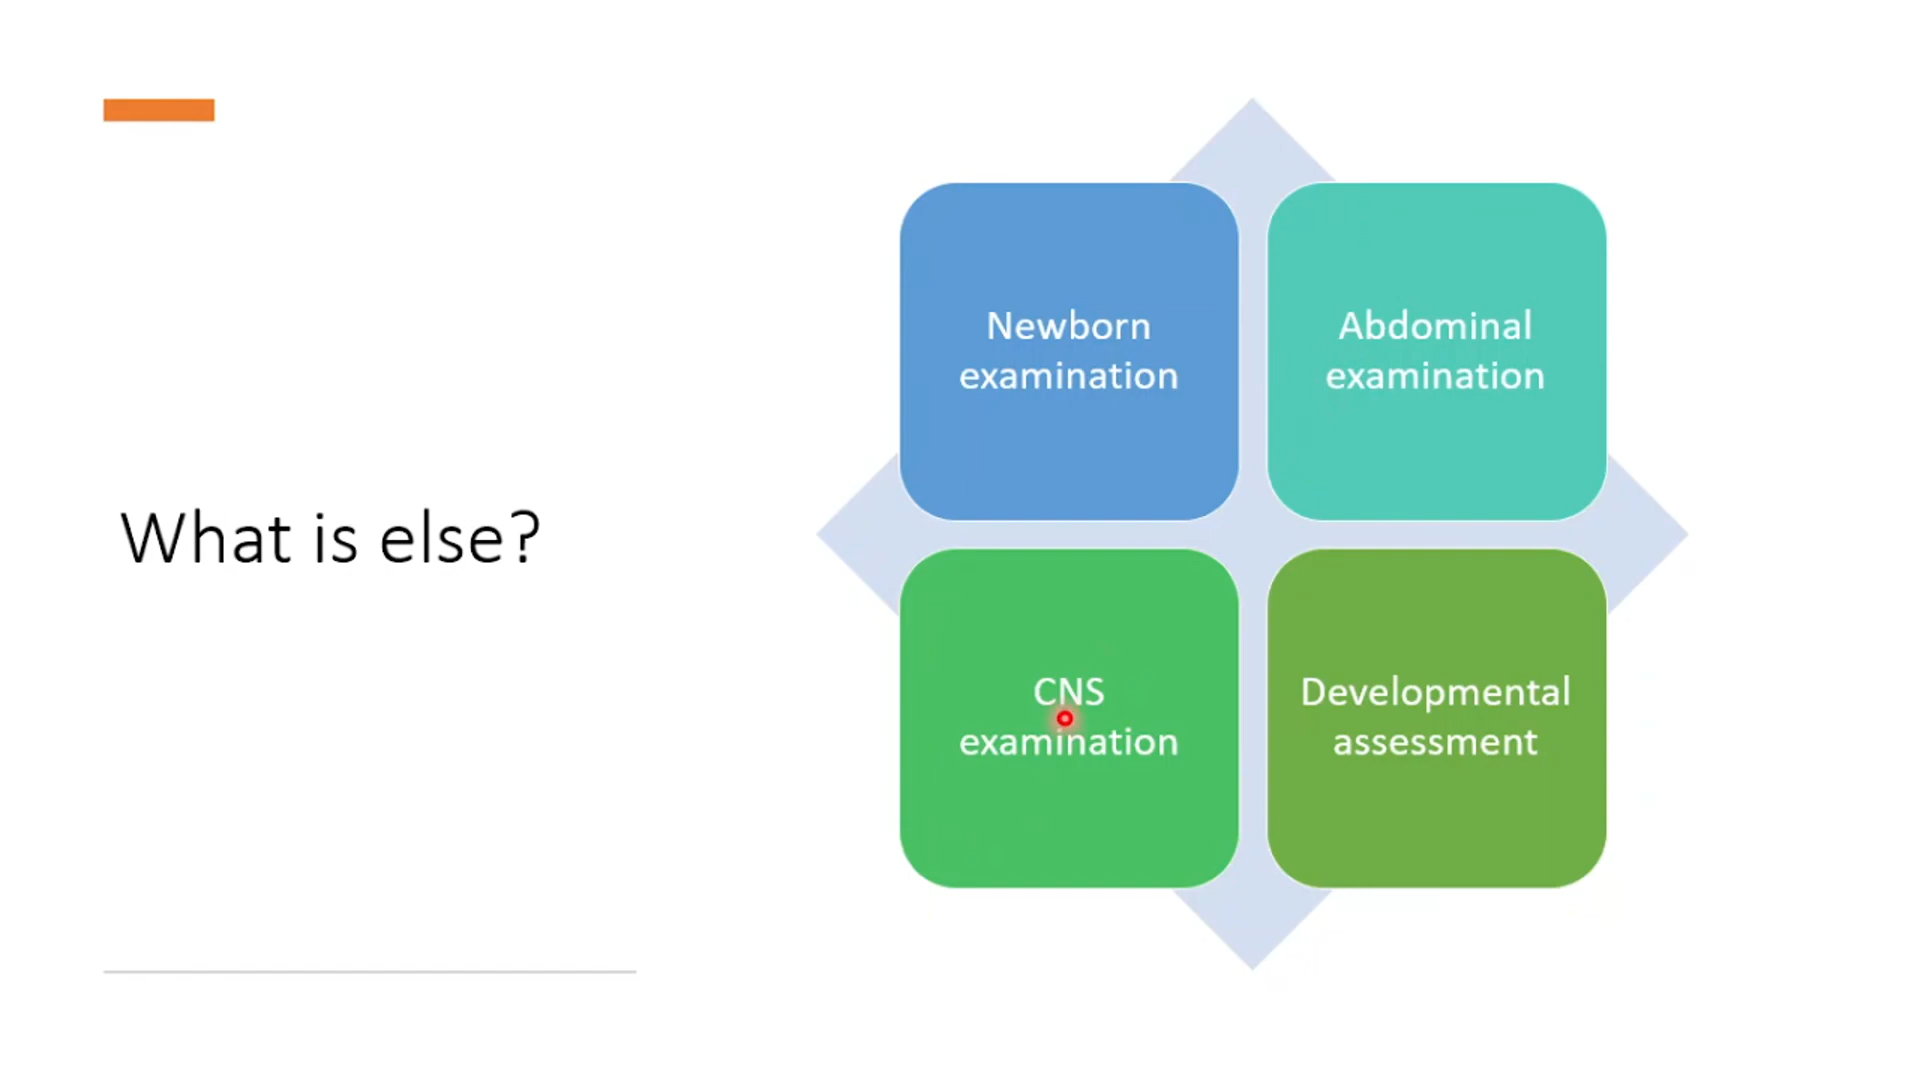 What is else?
Newborn
examination
Abdominal
examination
CNS
examination
Developmental
assessment